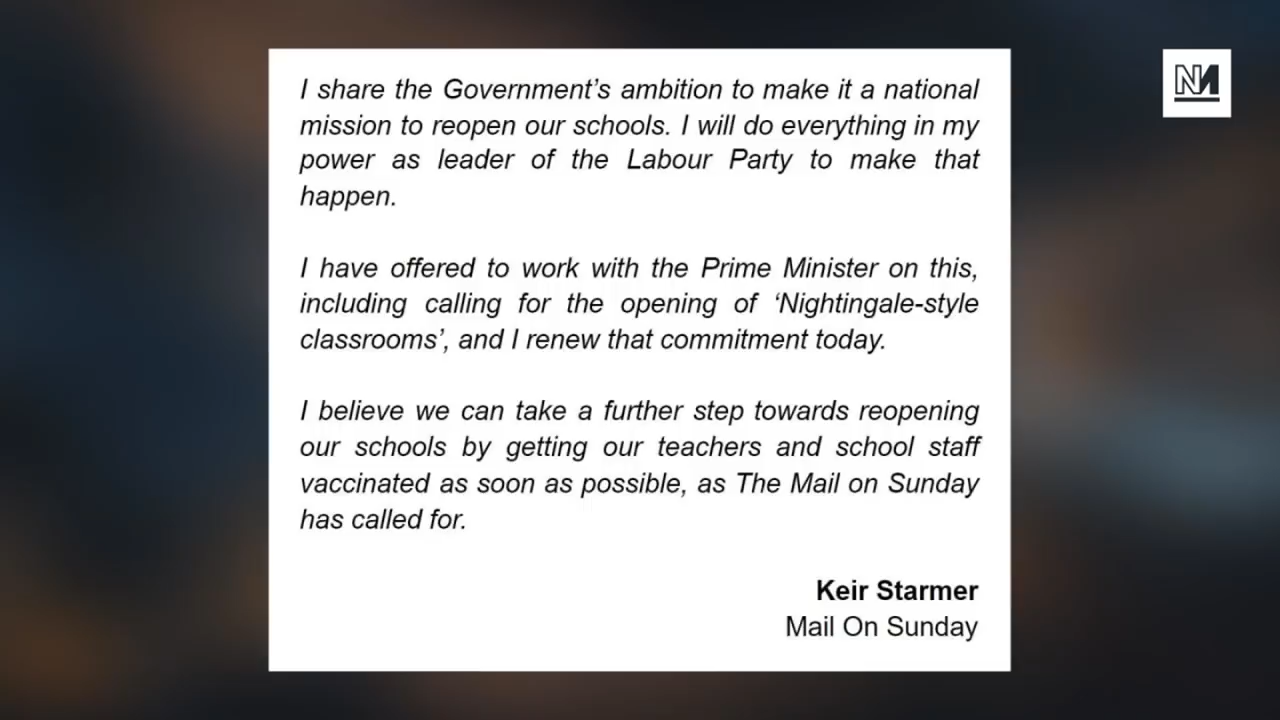 I share the Government’s ambition to make it a national
mission to reopen our schools. I will do everything in my
power as leader of the Labour Party to make that
happen.
I have offered to work with the Prime Minister on this,
including calling for the opening of ‘Nightingale-style
classrooms’, and I renew that commitment today.
I believe we can take a further step towards reopening
our schools by getting our teachers and school staff
vaccinated as soon as possible, as The Mail on Sunday
has called for.
Keir Starmer
Mail On Sunday
NM